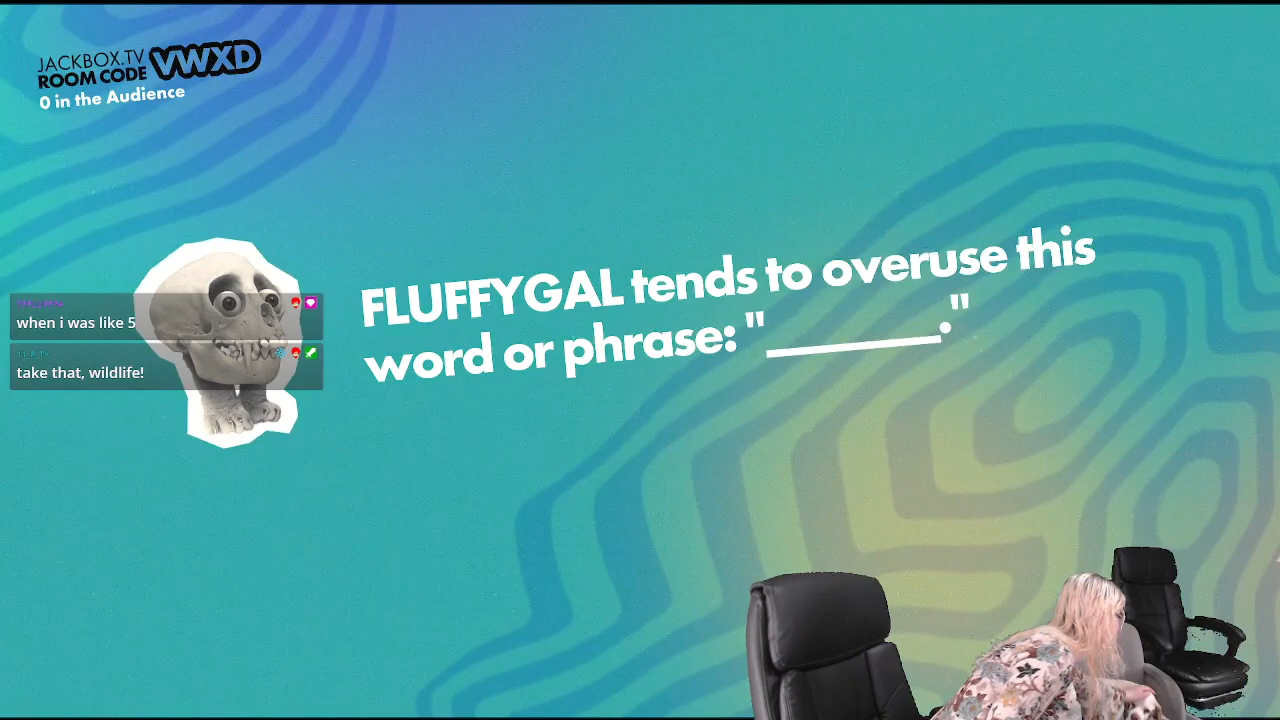 JACKBOX.TV
ROOM CODE VWXD
0 in the Audience
FLUFFYGAL tends to overuse this
word or phrase: "________."
when i was like 5
take that, wildlife!